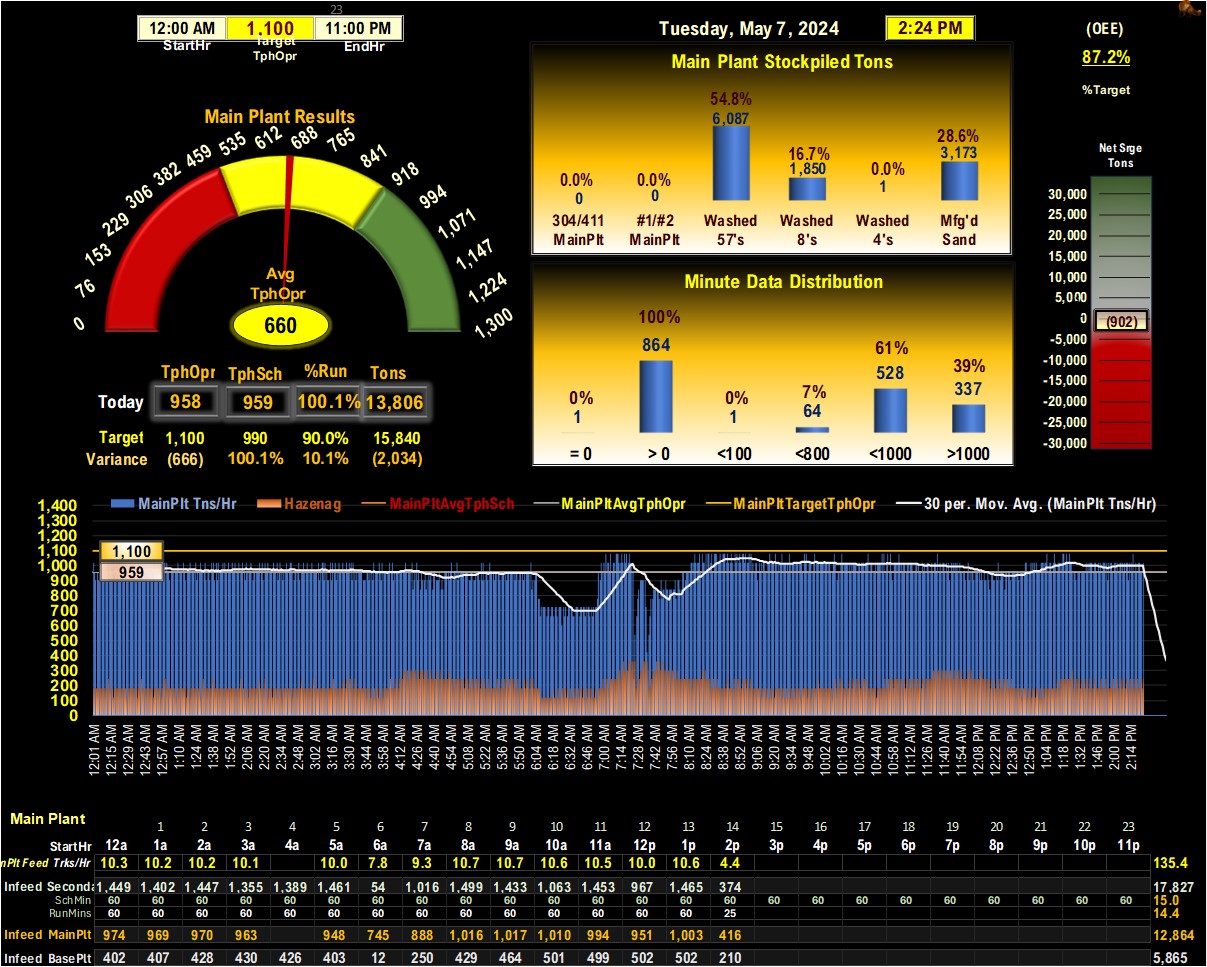 23
12:00 AM 1,100 11:00 PM
StartHr Target TphOpr EndHr
Tuesday, May 7, 2024 2:24 PM
(OEE)
87.2%
%Target
Main Plant Results
0 76 153 229 306 382 459 535 612 688 765 841 918 994 1,071 1,147 1,224 1,300
Avg
TphOpr
660
TphOpr TphSch %Run Tons
Today 958 959 100.1% 13,806
Target 1,100 990 90.0% 15,840
Variance (666) 100.1% 10.1% (2,034)
Main Plant Stockpiled Tons
0.0% 0.0% 54.8% 16.7% 0.0% 28.6%
0 0 6,087 1,850 1 3,173
304/411 #1/#2 Washed Washed Washed Mfg'd
MainPlt MainPlt 57's 8's 4's Sand
Minute Data Distribution
0% 100% 0% 7% 61% 39%
1 864 1 64 528 337
= 0 > 0 <100 <800 <1000 >1000
Net Srge
Tons
30,000
25,000
20,000
15,000
10,000
5,000
0
(902)
-5,000
-10,000
-15,000
-20,000
-25,000
-30,000
MainPlt Tns/Hr Hazenag MainPltAvgTphSch MainPltAvgTphOpr MainPltTargetTphOpr 30 per. Mov. Avg. (MainPlt Tns/Hr)
1,400
1,300
1,200
1,100
1,000
900
800
700
600
500
400
300
200
100
0
1,100
959
12:01 AM 12:15 AM 12:29 AM 12:43 AM 12:57 AM 1:10 AM 1:24 AM 1:38 AM 1:52 AM 2:06 AM 2:20 AM 2:34 AM 2:48 AM 3:02 AM 3:16 AM 3:30 AM 3:44 AM 3:58 AM 4:12 AM 4:26 AM 4:40 AM 4:54 AM 5:08 AM 5:22 AM 5:36 AM 5:50 AM 6:04 AM 6:18 AM 6:32 AM 6:46 AM 7:00 AM 7:14 AM 7:28 AM 7:42 AM 7:56 AM 8:10 AM 8:24 AM 8:38 AM 8:52 AM 9:06 AM 9:20 AM 9:34 AM 9:48 AM 10:02 AM 10:16 AM 10:30 AM 10:44 AM 10:58 AM 11:12 AM 11:26 AM 11:40 AM 11:54 AM 12:08 PM 12:22 PM 12:36 PM 12:50 PM 1:04 PM 1:18 PM 1:32 PM 1:46 PM 2:00 PM 2:14 PM
Main Plant
1 2 3 4 5 6 7 8 9 10 11 12 13 14 15 16 17 18 19 20 21 22 23
StartHr 12a 1a 2a 3a 4a 5a 6a 7a 8a 9a 10a 11a 12p 1p 2p 3p 4p 5p 6p 7p 8p 9p 10p 11p
nPlt Feed Trks/Hr 10.3 10.2 10.2 10.1 10.0 7.8 9.3 10.7 10.7 10.6 10.5 10.0 10.6 4.4 135.4
Infeed Seconda 1,449 1,402 1,447 1,355 1,389 1,461 54 1,016 1,499 1,433 1,063 1,453 967 1,465 374 17,827
SchMin 60 60 60 60 60 60 60 60 60 60 60 60 60 60 60 60 60 60 60 60 60 60 60 60 15.0
RunMins 60 60 60 60 60 60 60 60 60 60 60 60 60 25 14.4
Infeed MainPlt 974 969 970 963 948 745 888 1,016 1,017 1,010 994 951 1,003 416 12,864
Infeed BasePlt 402 407 428 430 426 403 12 250 429 464 501 499 502 502 210 5,865